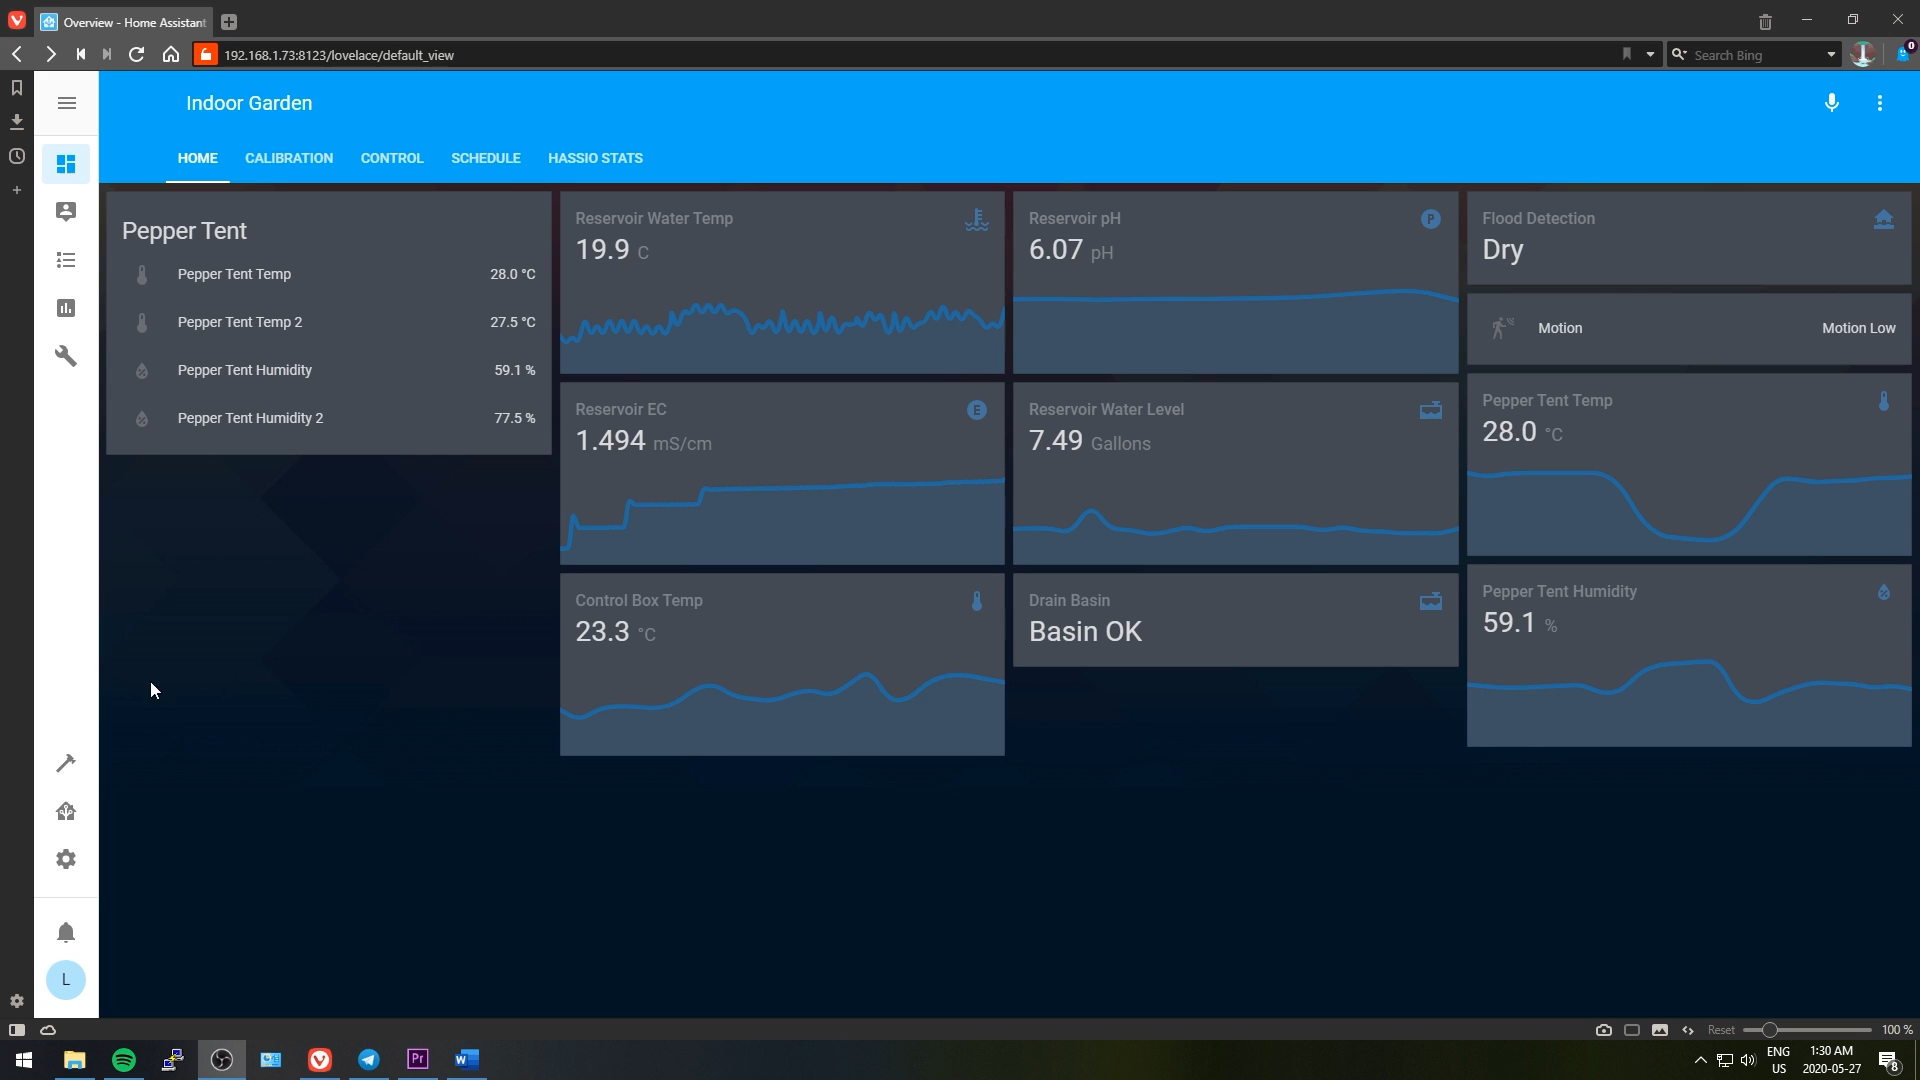 Overview - Home Assistant
192.168.1.73:8123/lovelace/default_view
Search Bing
0
Indoor Garden
HOME
CALIBRATION
CONTROL
SCHEDULE
HASSIO STATS
Pepper Tent
Pepper Tent Temp
28.0 °C
Pepper Tent Temp 2
27.5 °C
Pepper Tent Humidity
59.1 %
Pepper Tent Humidity 2
77.5 %
Reservoir Water Temp
19.9 C
Reservoir EC
E
1.494 mS/cm
Control Box Temp
23.3 °C
Reservoir pH
P
6.07 pH
Reservoir Water Level
7.49 Gallons
Drain Basin
Basin OK
Flood Detection
Dry
Motion
Motion Low
Pepper Tent Temp
28.0 °C
Pepper Tent Humidity
59.1 %
L
Reset
100 %
Pr
W
ENG
US
1:30 AM
2020-05-27
8